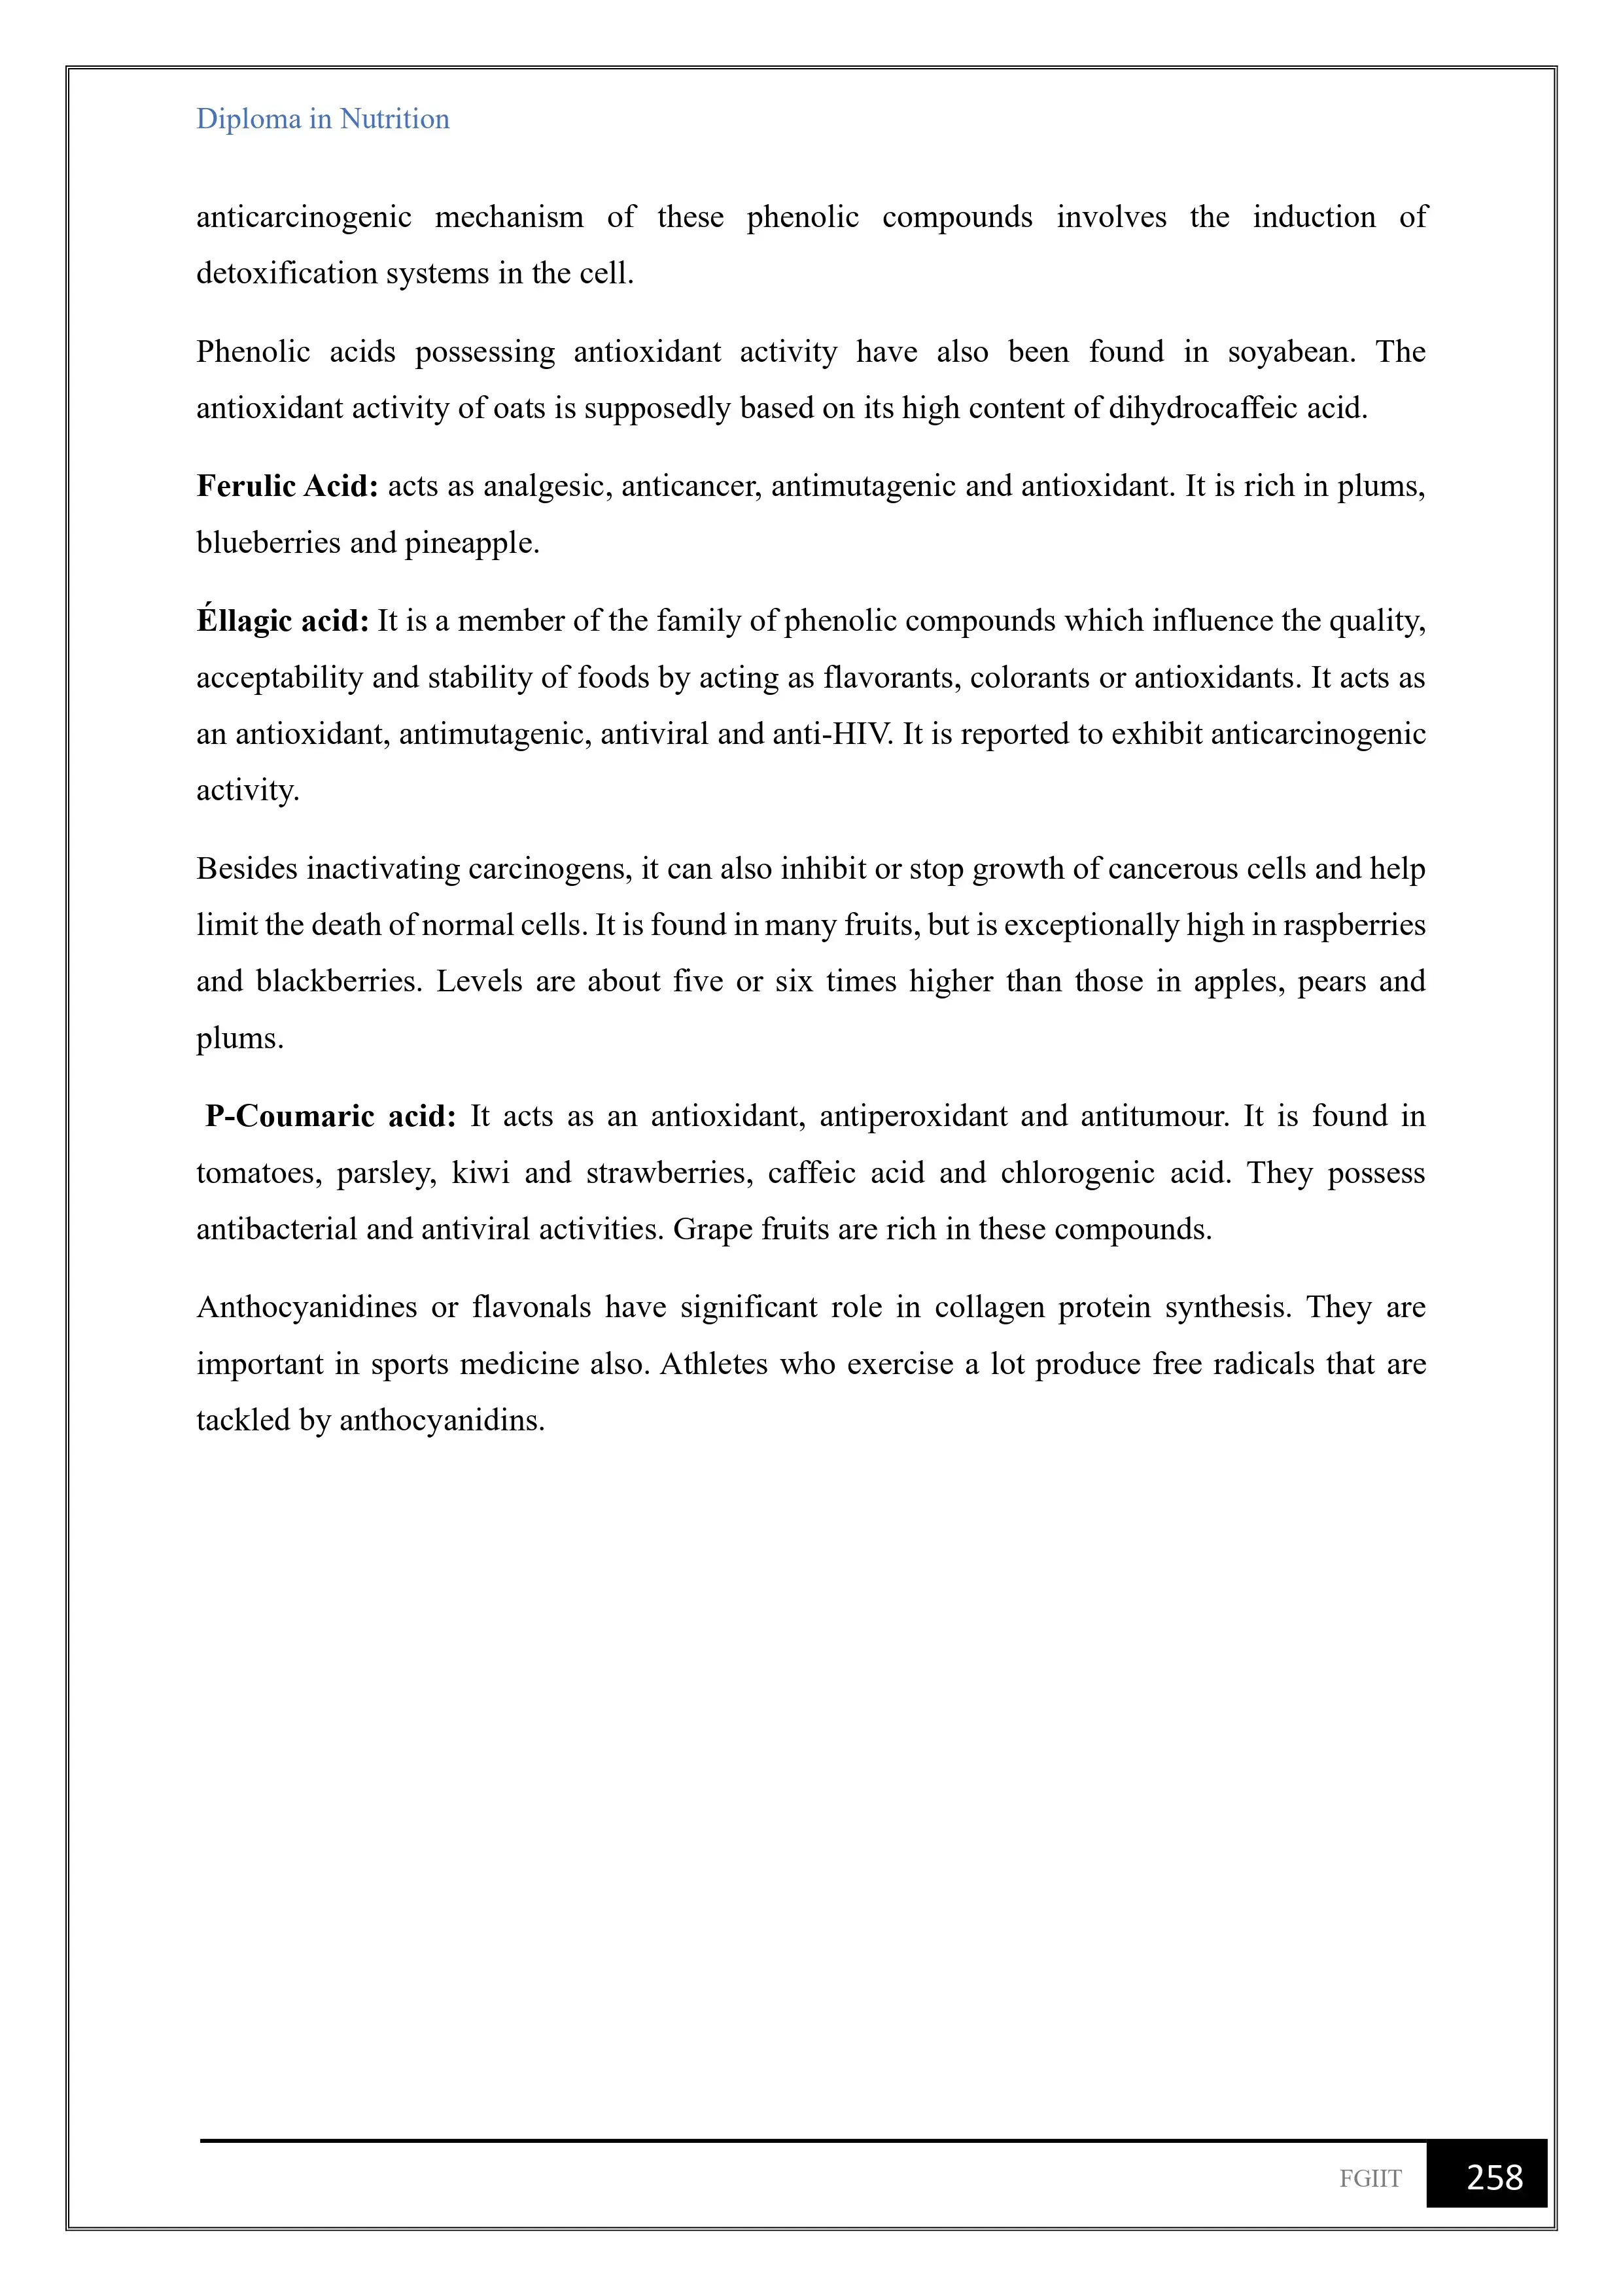 Diploma in Nutrition
anticarcinogenic mechanism of these phenolic compounds involves the induction of
detoxification systems in the cell.
Phenolic acids possessing antioxidant activity have also been found in soyabean. The
antioxidant activity of oats is supposedly based on its high content of dihydrocaffeic acid.
Ferulic Acid: acts as analgesic, anticancer, antimutagenic and antioxidant. It is rich in plums,
blueberries and pineapple.
Éllagic acid: It is a member of the family of phenolic compounds which influence the quality,
acceptability and stability of foods by acting as flavorants, colorants or antioxidants. It acts as
an antioxidant, antimutagenic, antiviral and anti-HIV. It is reported to exhibit anticarcinogenic
activity.
Besides inactivating carcinogens, it can also inhibit or stop growth of cancerous cells and help
limit the death of normal cells. It is found in many fruits, but is exceptionally high in raspberries
and blackberries. Levels are about five or six times higher than those in apples, pears and
plums.
P-Coumaric acid: It acts as an antioxidant, antiperoxidant and antitumour. It is found in
tomatoes, parsley, kiwi and strawberries, caffeic acid and chlorogenic acid. They possess
antibacterial and antiviral activities. Grape fruits are rich in these compounds.
Anthocyanidines or flavonals have significant role in collagen protein synthesis. They are
important in sports medicine also. Athletes who exercise a lot produce free radicals that are
tackled by anthocyanidins.
FGIIT 258